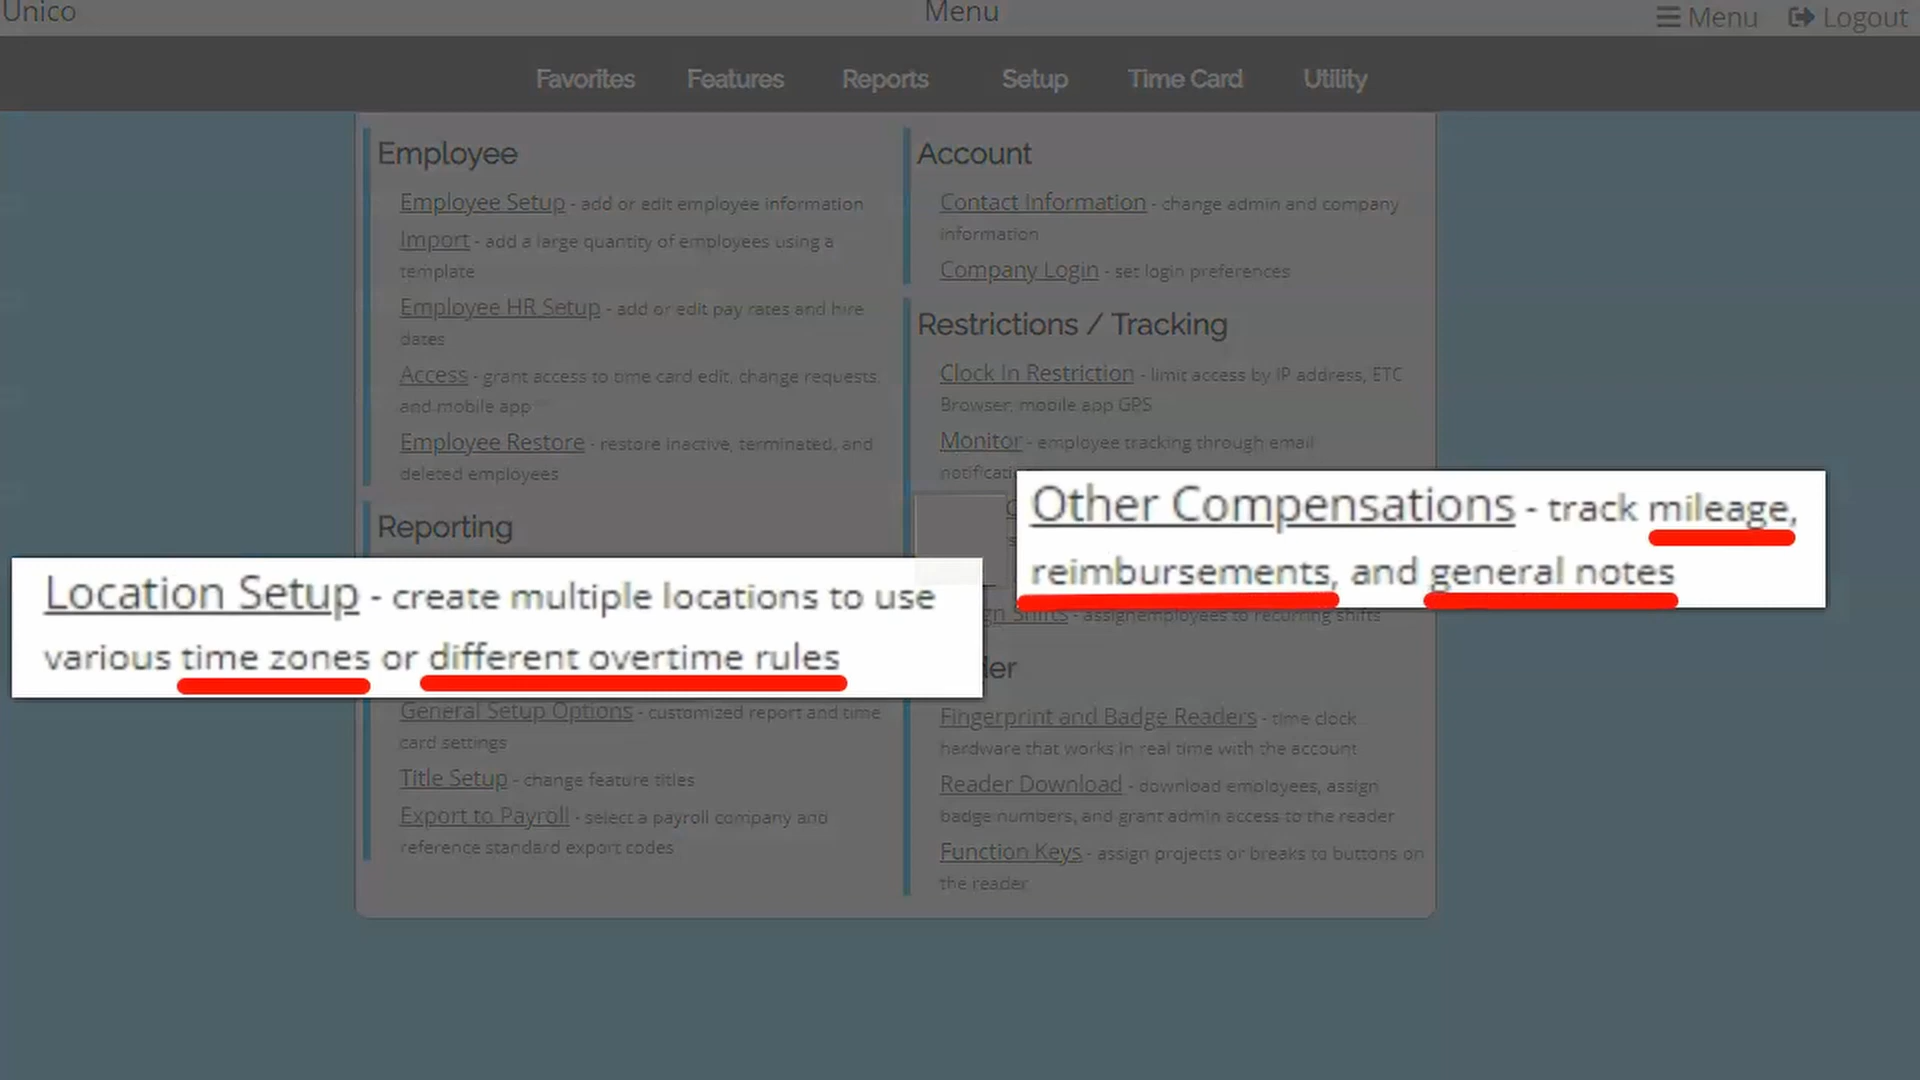 Unico
Menu
Menu
Logout
Favorites
Features
Reports
Setup
Time Card
Utility
Employee
Employee Setup - add or edit employee information
Import - add a large quantity of employees using a
template
Employee HR Setup - add or edit pay rates and hire
dates
Access - grant access to time card edit, change requests,
and mobile app
Employee Restore - restore inactive, terminated, and
deleted employees
Reporting
Location Setup - create multiple locations to use
various time zones or different overtime rules
General Setup Options - customized report and time
card settings
Title Setup - change feature titles
Export to Payroll - select a payroll company and
reference standard export codes
Account
Contact Information - change admin and company
information
Company Login - set login preferences
Restrictions / Tracking
Clock In Restriction - limit access by IP address, ETC
Browser, mobile app GPS
Monitor - employee tracking through email
Other Compensations - track mileage,
reimbursements, and general notes
Shifts - assignemployees to recurring shifts
Fingerprint and Badge Readers - time clock
hardware that works in real time with the account
Reader Download - download employees, assign
badge numbers, and grant admin access to the reader
Function Keys - assign projects or breaks to buttons on
the reader